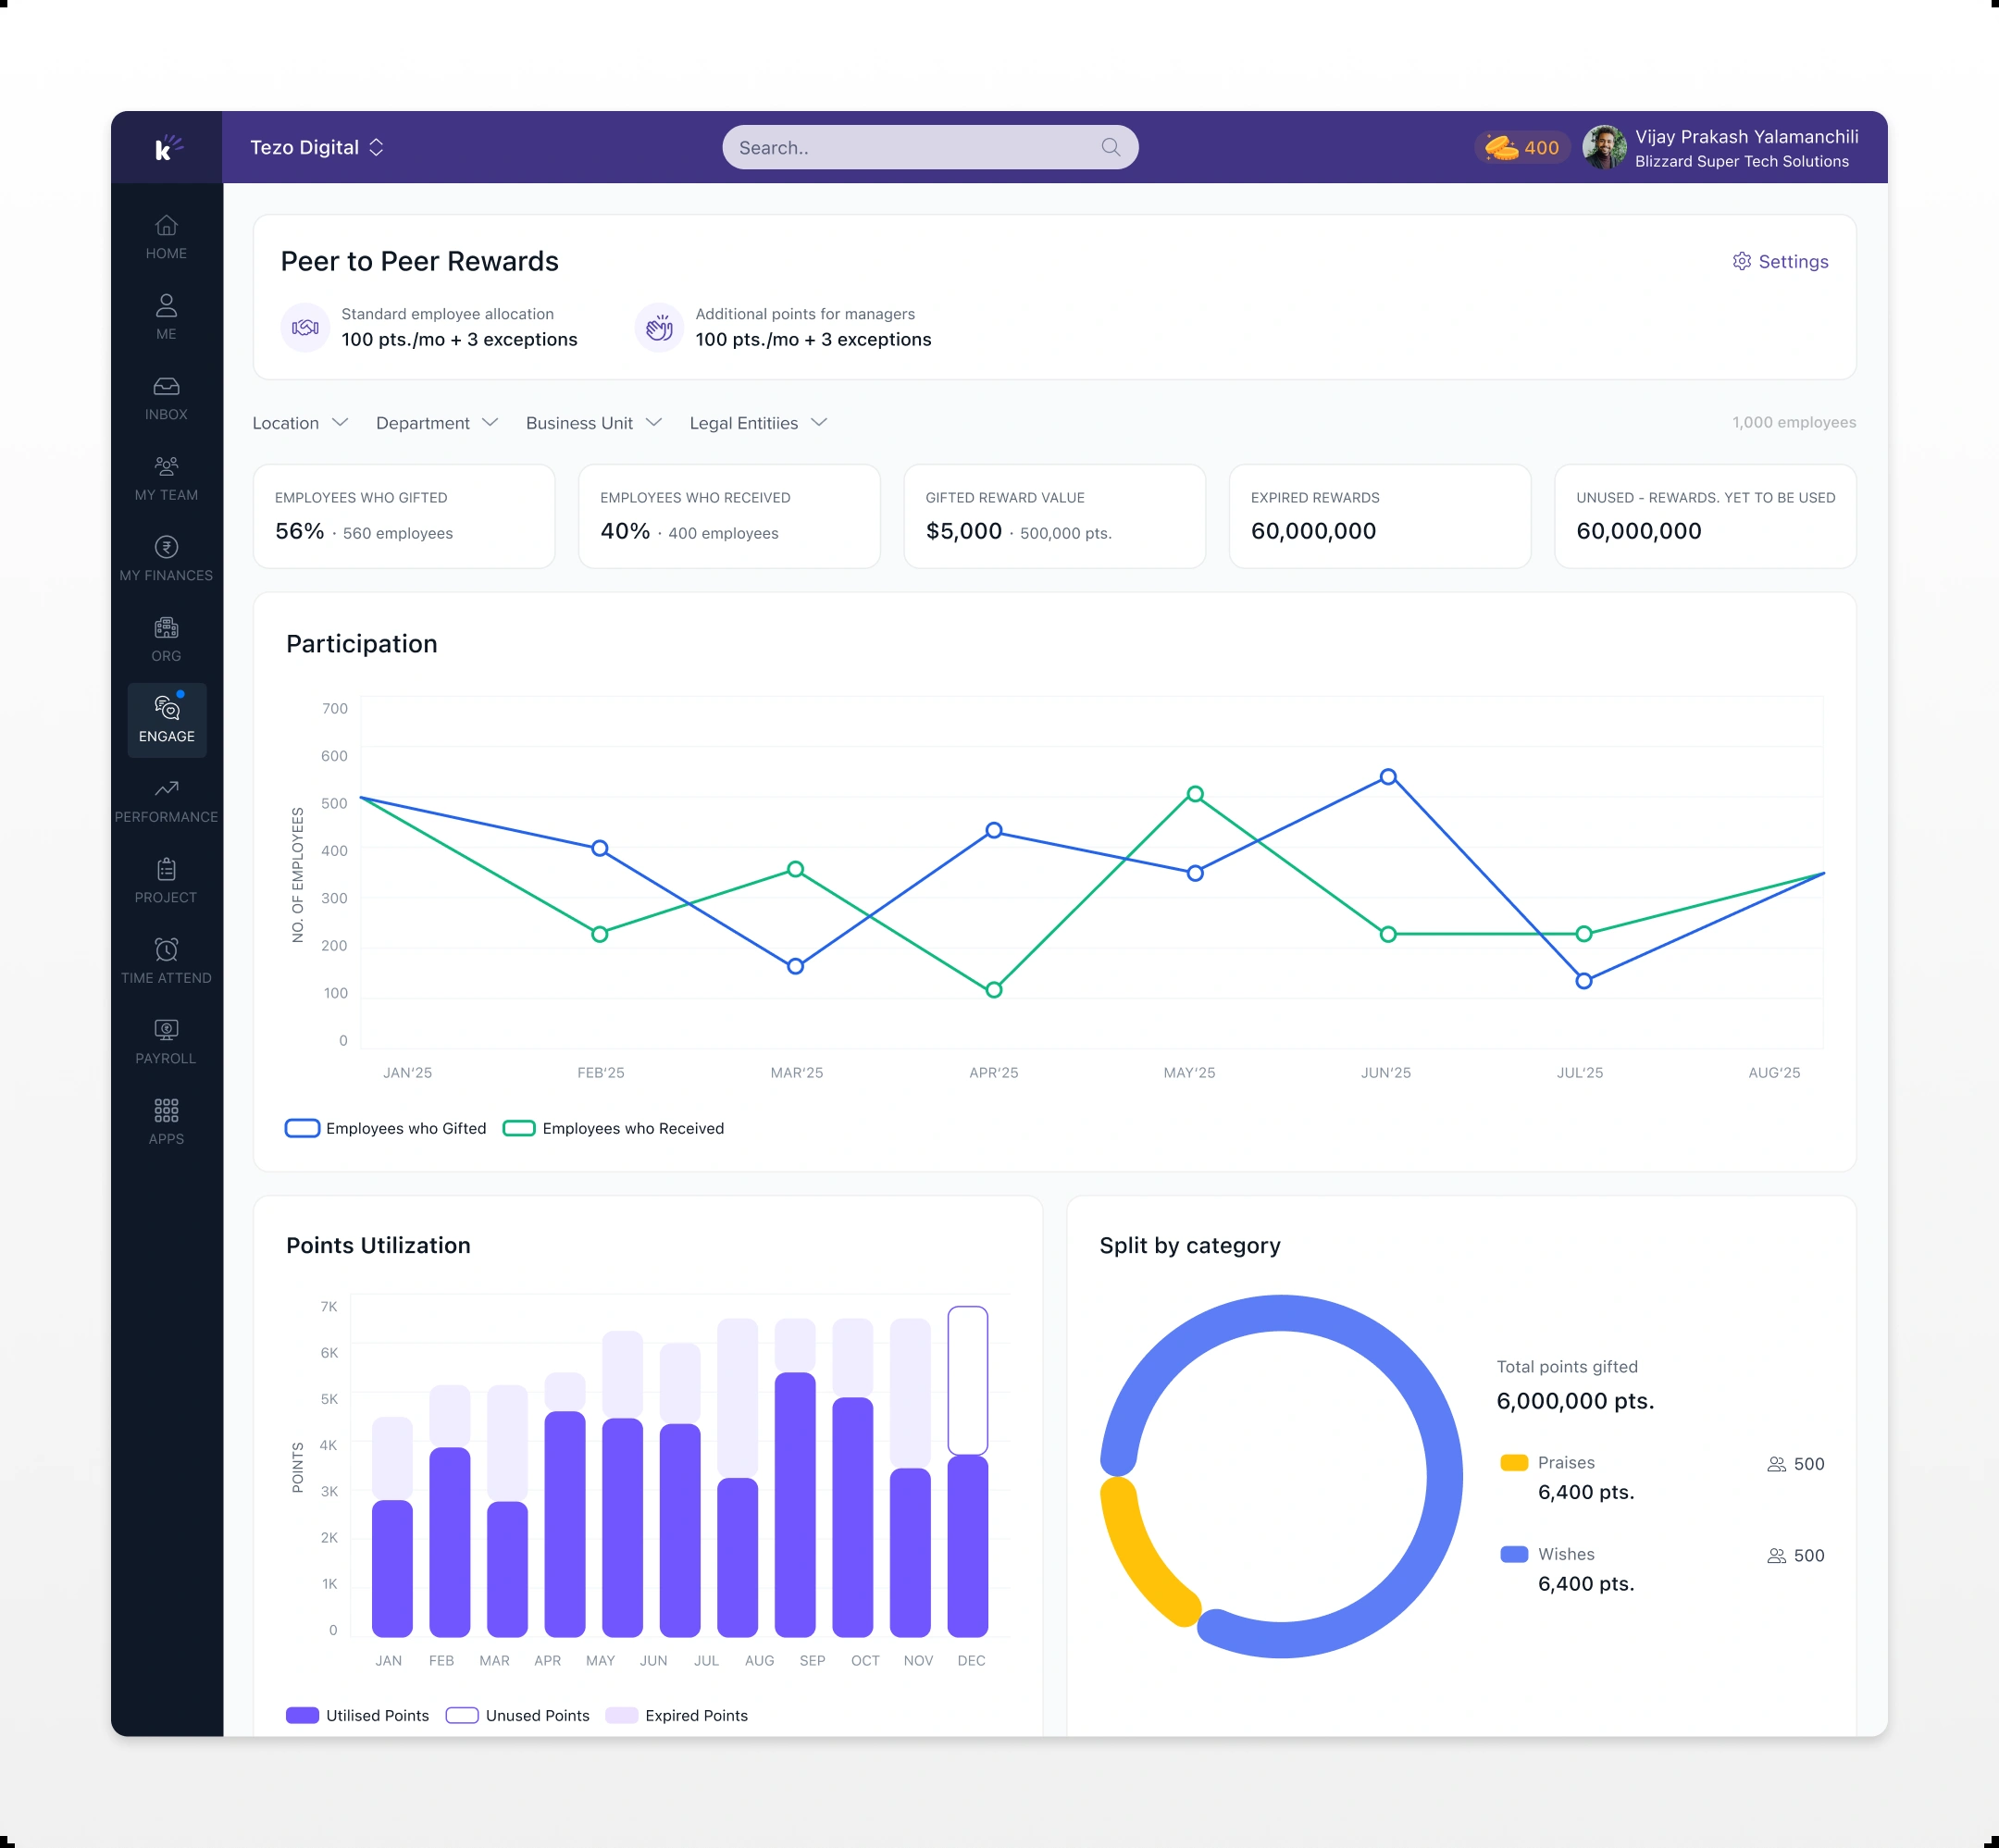 k
Tezo Digital
Search..
400
Vijay Prakash Yalamanchili
Blizzard Super Tech Solutions
HOME
ME
INBOX
MY TEAM
MY FINANCES
ORG
ENGAGE
PERFORMANCE
PROJECT
TIME ATTEND
PAYROLL
APPS
Peer to Peer Rewards
Settings
Standard employee allocation
100 pts./mo + 3 exceptions
Additional points for managers
100 pts./mo + 3 exceptions
Location Department Business Unit Legal Entitiies
1,000 employees
EMPLOYEES WHO GIFTED
56% · 560 employees
EMPLOYEES WHO RECEIVED
40% · 400 employees
GIFTED REWARD VALUE
$5,000 · 500,000 pts.
EXPIRED REWARDS
60,000,000
UNUSED - REWARDS. YET TO BE USED
60,000,000
Participation
NO. OF EMPLOYEES
700
600
500
400
300
200
100
0
JAN‘25 FEB‘25 MAR‘25 APR‘25 MAY‘25 JUN‘25 JUL‘25 AUG‘25
Employees who Gifted Employees who Received
Points Utilization
POINTS
7K
6K
5K
4K
3K
2K
1K
0
JAN FEB MAR APR MAY JUN JUL AUG SEP OCT NOV DEC
Utilised Points Unused Points Expired Points
Split by category
Total points gifted
6,000,000 pts.
Praises 500
6,400 pts.
Wishes 500
6,400 pts.